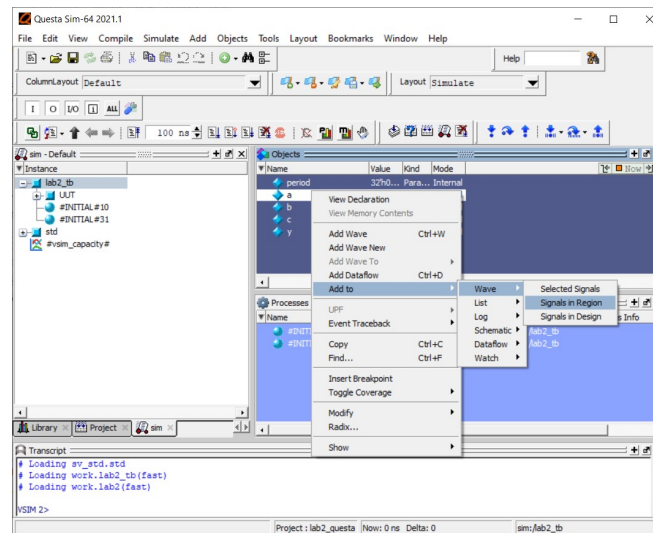 Questa Sim-64 2021.1
File Edit View Compile Simulate Add Objects Tools Layout Bookmarks Window Help
Help
ColumnLayout Default
Layout Simulate
I O I/O ALL
100 ns
sim - Default
Instance
lab2_tb
UUT
#INITIAL#10
#INITIAL#31
std
#vsim_capacity#
Objects
Name Value Kind Mode
Now
period 32'h0... Para... Internal
a
b
c
y
View Declaration
View Memory Contents
Add Wave Ctrl+W
Add Wave New
Add Wave To
Add Dataflow Ctrl+D
Add to
UPF
Event Traceback
Copy Ctrl+C
Find... Ctrl+F
Insert Breakpoint
Toggle Coverage
Modify
Radix...
Show
Wave
List
Log
Schematic
Dataflow
Watch
Selected Signals
Signals in Region
Signals in Design
Processes
Name
s Info
#INITI
/lab2_tb
#INITI
/lab2_tb
Library Project sim
Transcript
# Loading sv_std.std
# Loading work.lab2_tb(fast)
# Loading work.lab2(fast)
VSIM 2>
Project : lab2_questa Now: 0 ns Delta: 0 sim:/lab2_tb